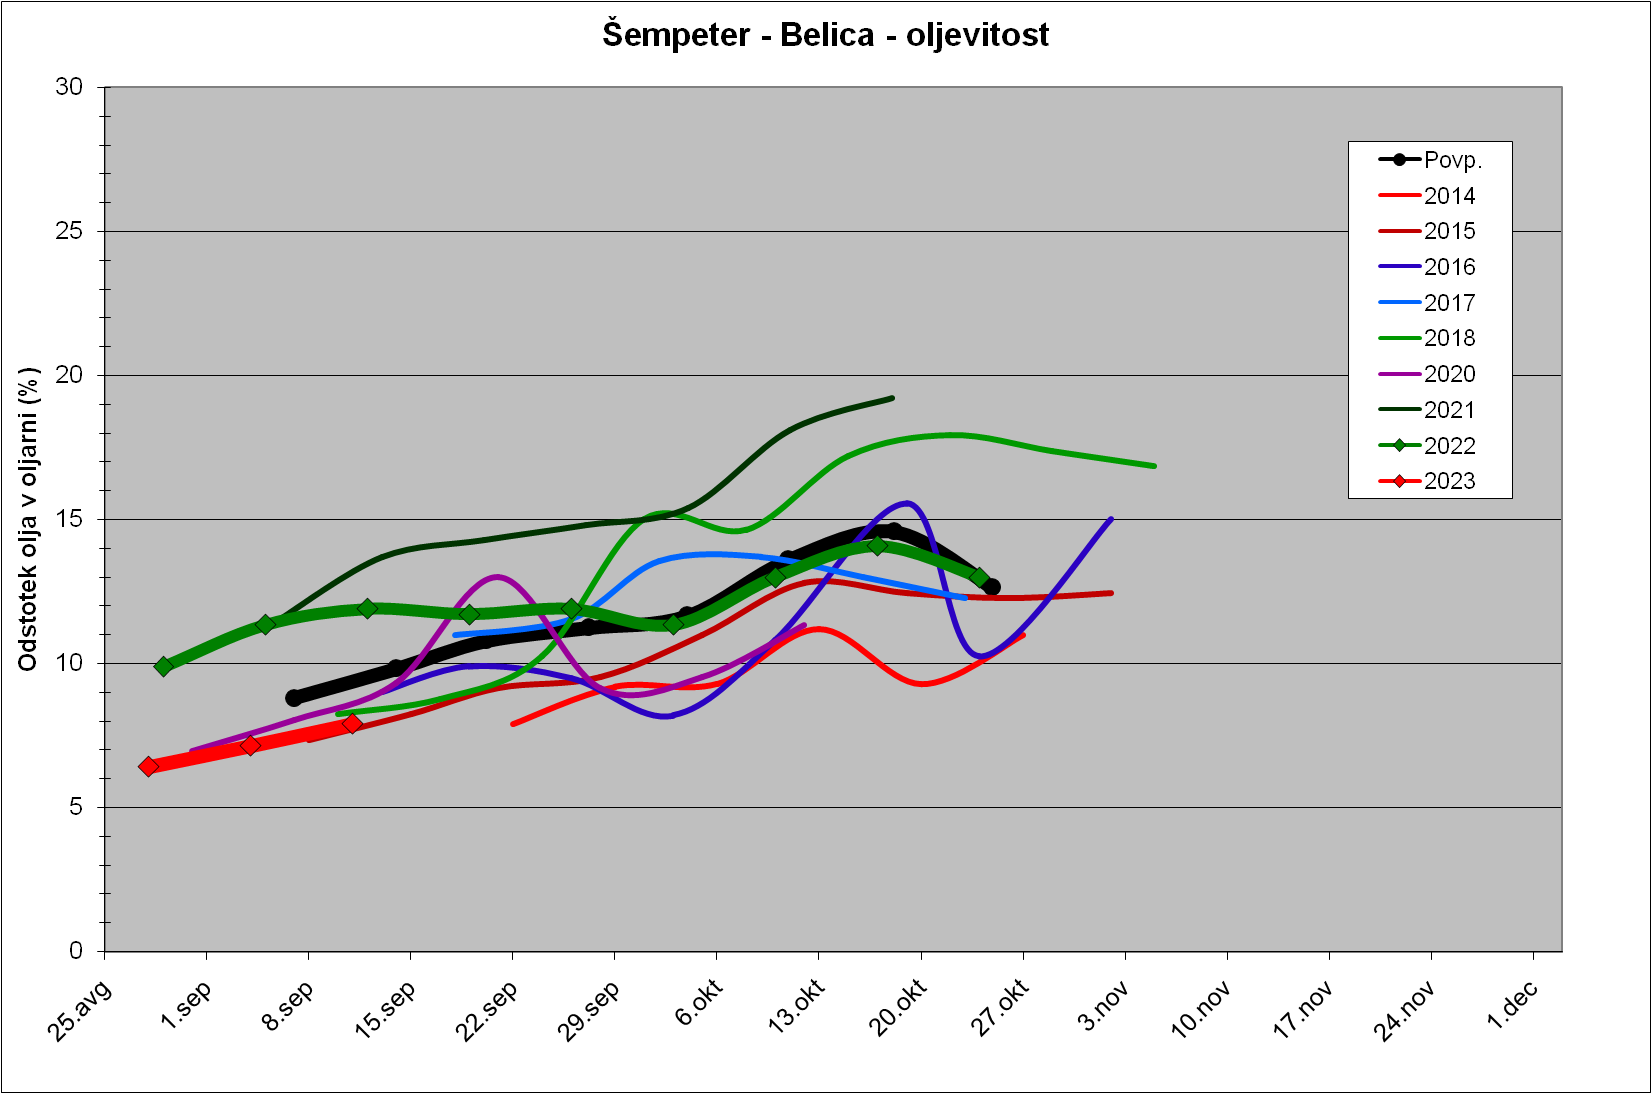 Šempeter - Belica - oljevitost
Odstotek olja v oljarni (%)
30
25
20
15
10
5
0
25.avg
1.sep
8.sep
15.sep
22.sep
29.sep
6.okt
13.okt
20.okt
27.okt
3.nov
10.nov
17.nov
24.nov
1.dec
Povp.
2014
2015
2016
2017
2018
2020
2021
2022
2023